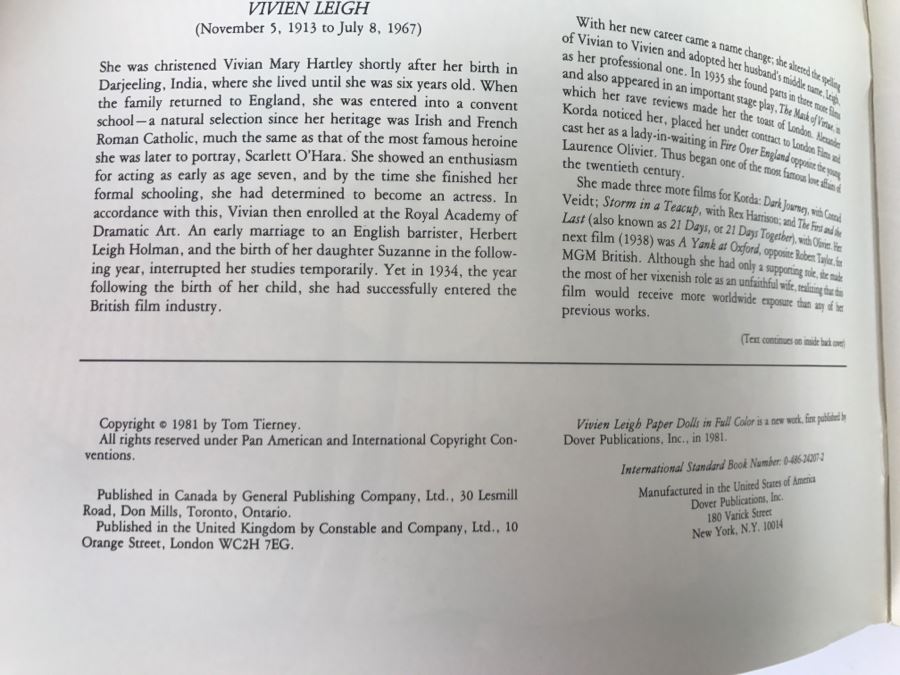 VIVIEN LEIGH
(November 5, 1913 to July 8, 1967)
She was christened Vivian Mary Hartley shortly after her birth in
Darjeeling, India, where she lived until she was six years old. When
the family returned to England, she was entered into a convent
school—a natural selection since her heritage was Irish and French
Roman Catholic, much the same as that of the most famous heroine
she was later to portray, Scarlett O'Hara. She showed an enthusiasm
for acting as early as age seven, and by the time she finished her
formal schooling, she had determined to become an actress. In
accordance with this, Vivian then enrolled at the Royal Academy of
Dramatic Art. An early marriage to an English barrister, Herbert
Leigh Holman, and the birth of her daughter Suzanne in the follow-
ing year, interrupted her studies temporarily. Yet in 1934, the year
following the birth of her child, she had successfully entered the
British film industry.
With her new career came a name change; she altered the spelling
of Vivian to Vivien and adopted her husband's middle name, Leigh,
as her professional one. In 1935 she found parts in three more films
and also appeared in an important stage play, The Mask of Virtue, in
which her rave reviews made her the toast of London. Alexander
Korda noticed her, placed her under contract to London Films and
cast her as a lady-in-waiting in Fire Over England opposite the young
Laurence Olivier. Thus began one of the most famous love affairs of
the twentieth century.
She made three more films for Korda: Dark Journey, with Conrad
Veidt; Storm in a Teacup, with Rex Harrison; and The First and the
Last (also known as 21 Days, or 21 Days Together), with Olivier. Her
next film (1938) was A Yank at Oxford, opposite Robert Taylor, for
MGM British. Although she had only a supporting role, she made
the most of her vixenish role as an unfaithful wife, realizing that this
film would receive more worldwide exposure than any of her
previous works.
(Text continues on inside back cover)
Copyright © 1981 by Tom Tierney.
All rights reserved under Pan American and International Copyright Con-
ventions.
Published in Canada by General Publishing Company, Ltd., 30 Lesmill
Road, Don Mills, Toronto, Ontario.
Published in the United Kingdom by Constable and Company, Ltd., 10
Orange Street, London WC2H 7EG.
Vivien Leigh Paper Dolls in Full Color is a new work, first published by
Dover Publications, Inc., in 1981.
International Standard Book Number: 0-486-24207-2
Manufactured in the United States of America
Dover Publications, Inc.
180 Varick Street
New York, N.Y. 10014